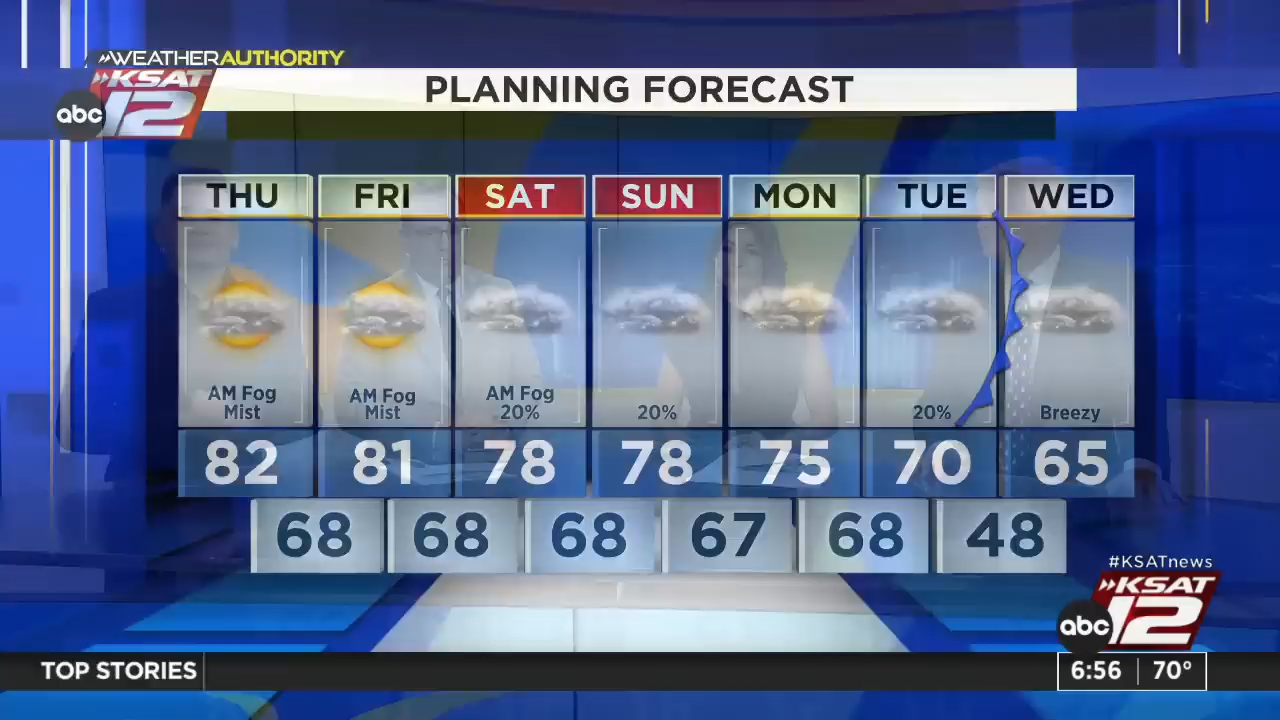 WEATHERAUTHORITY
KSAT
abc 12
PLANNING FORECAST
THU FRI SAT SUN MON TUE WED
AM Fog
Mist
AM Fog
Mist
AM Fog
20%
20%
20%
Breezy
82 81 78 78 75 70 65
68 68 68 67 68 48
#KSATnews
KSAT
abc 12
TOP STORIES
6:56 70°